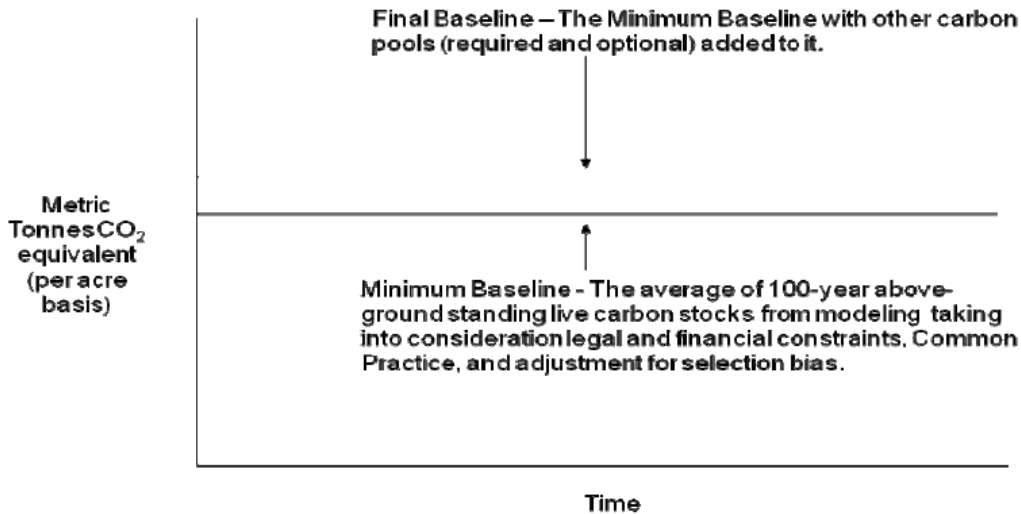 Final Baseline – The Minimum Baseline with other carbon
pools (required and optional) added to it.
Metric
Tonnes CO₂
equivalent
(per acre
basis)
Minimum Baseline - The average of 100-year above-
ground standing live carbon stocks from modeling taking
into consideration legal and financial constraints, Common
Practice, and adjustment for selection bias.
Time